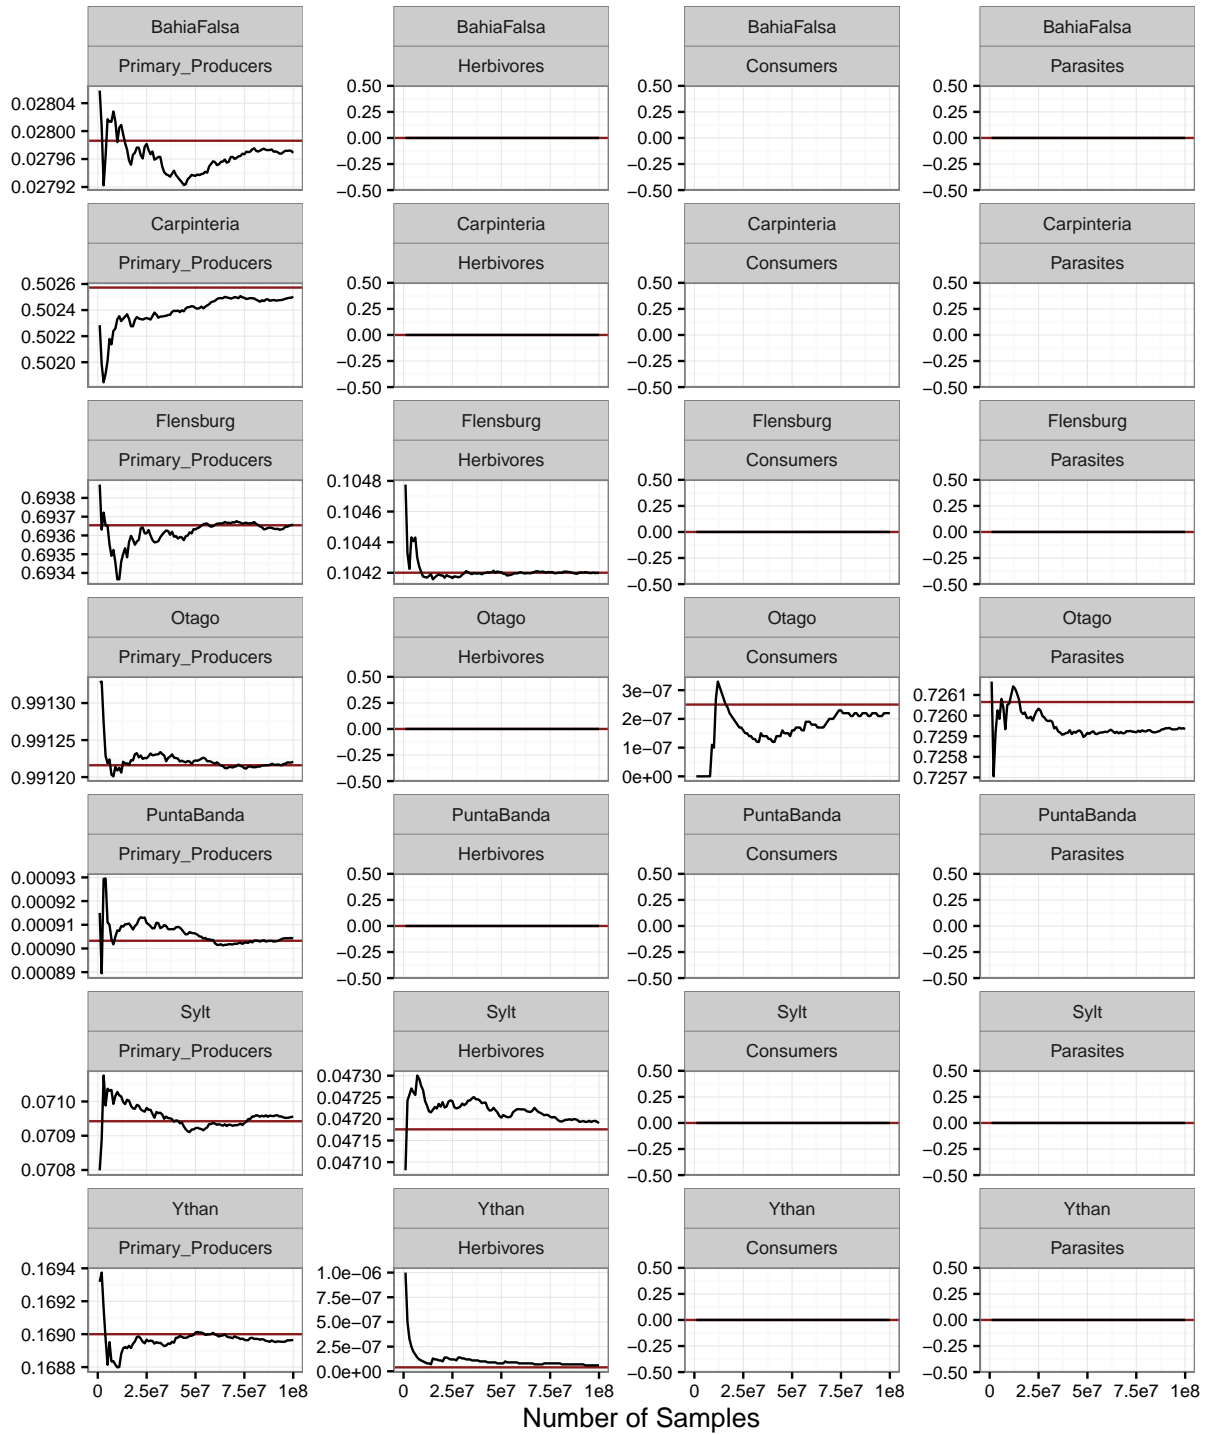 BahiaFalsa BahiaFalsa BahiaFalsa BahiaFalsa
Primary_Producers Herbivores Consumers Parasites
0.02804 0.50 0.50 0.50
0.02800 0.25 0.25 0.25
0.02796 0.00 0.00 0.00
0.02792 −0.25 −0.25 −0.25
−0.50 −0.50 −0.50
Carpinteria Carpinteria Carpinteria Carpinteria
Primary_Producers Herbivores Consumers Parasites
0.5026 0.50 0.50 0.50
0.5024 0.25 0.25 0.25
0.5022 0.00 0.00 0.00
0.5020 −0.25 −0.25 −0.25
−0.50 −0.50 −0.50
Flensburg Flensburg Flensburg Flensburg
Primary_Producers Herbivores Consumers Parasites
0.6938 0.1048 0.50 0.50
0.6937 0.1046 0.25 0.25
0.6936 0.1044 0.00 0.00
0.6935 0.1042 −0.25 −0.25
0.6934 −0.50 −0.50
Otago Otago Otago Otago
Primary_Producers Herbivores Consumers Parasites
0.99130 0.50 3e−07 0.7261
0.99125 0.25 2e−07 0.7260
0.99120 0.00 1e−07 0.7259
−0.25 0e+00 0.7258
−0.50 0.7257
PuntaBanda PuntaBanda PuntaBanda PuntaBanda
Primary_Producers Herbivores Consumers Parasites
0.00093 0.50 0.50 0.50
0.00092 0.25 0.25 0.25
0.00091 0.00 0.00 0.00
0.00090 −0.25 −0.25 −0.25
0.00089 −0.50 −0.50 −0.50
Sylt Sylt Sylt Sylt
Primary_Producers Herbivores Consumers Parasites
0.0710 0.04730 0.50 0.50
0.0709 0.04725 0.25 0.25
0.0708 0.04720 0.00 0.00
0.04715 −0.25 −0.25
0.04710 −0.50 −0.50
Ythan Ythan Ythan Ythan
Primary_Producers Herbivores Consumers Parasites
0.1694 1.0e−06 0.50 0.50
0.1692 7.5e−07 0.25 0.25
0.1690 5.0e−07 0.00 0.00
0.1688 2.5e−07 −0.25 −0.25
0.0e+00 −0.50 −0.50
0 2.5e7 5e7 7.5e7 1e8 0 2.5e7 5e7 7.5e7 1e8 0 2.5e7 5e7 7.5e7 1e8 0 2.5e7 5e7 7.5e7 1e8
Number of Samples